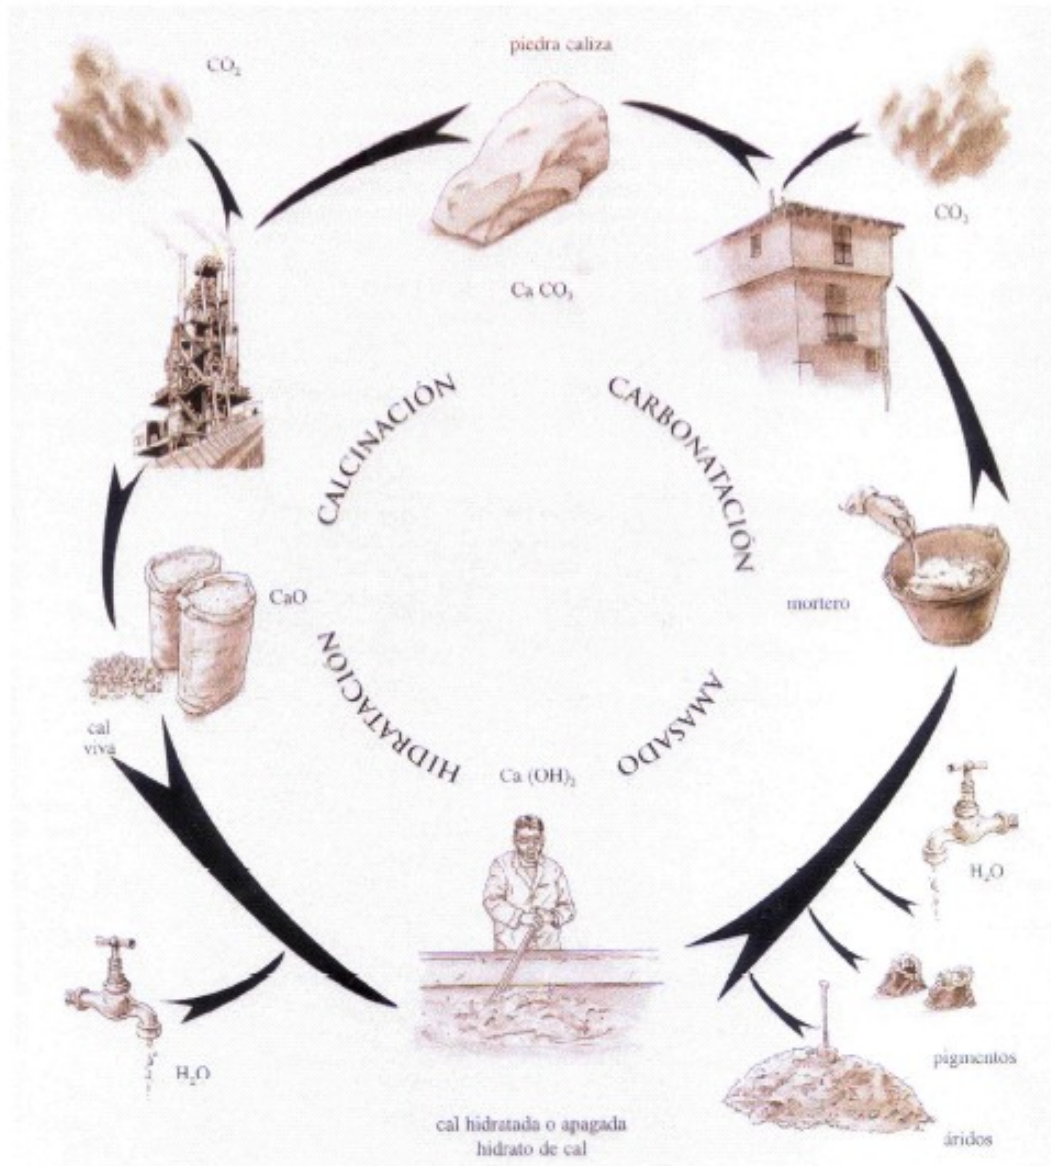 piedra caliza
CO₂
CO₂
Ca CO₃
CALCINACIÓN
CARBONATACIÓN
CaO
mortero
cal
viva
HIDRATACIÓN
AMASADO
Ca (OH)₂
H₂O
H₂O
pigmentos
áridos
cal hidratada o apagada
hidrato de cal